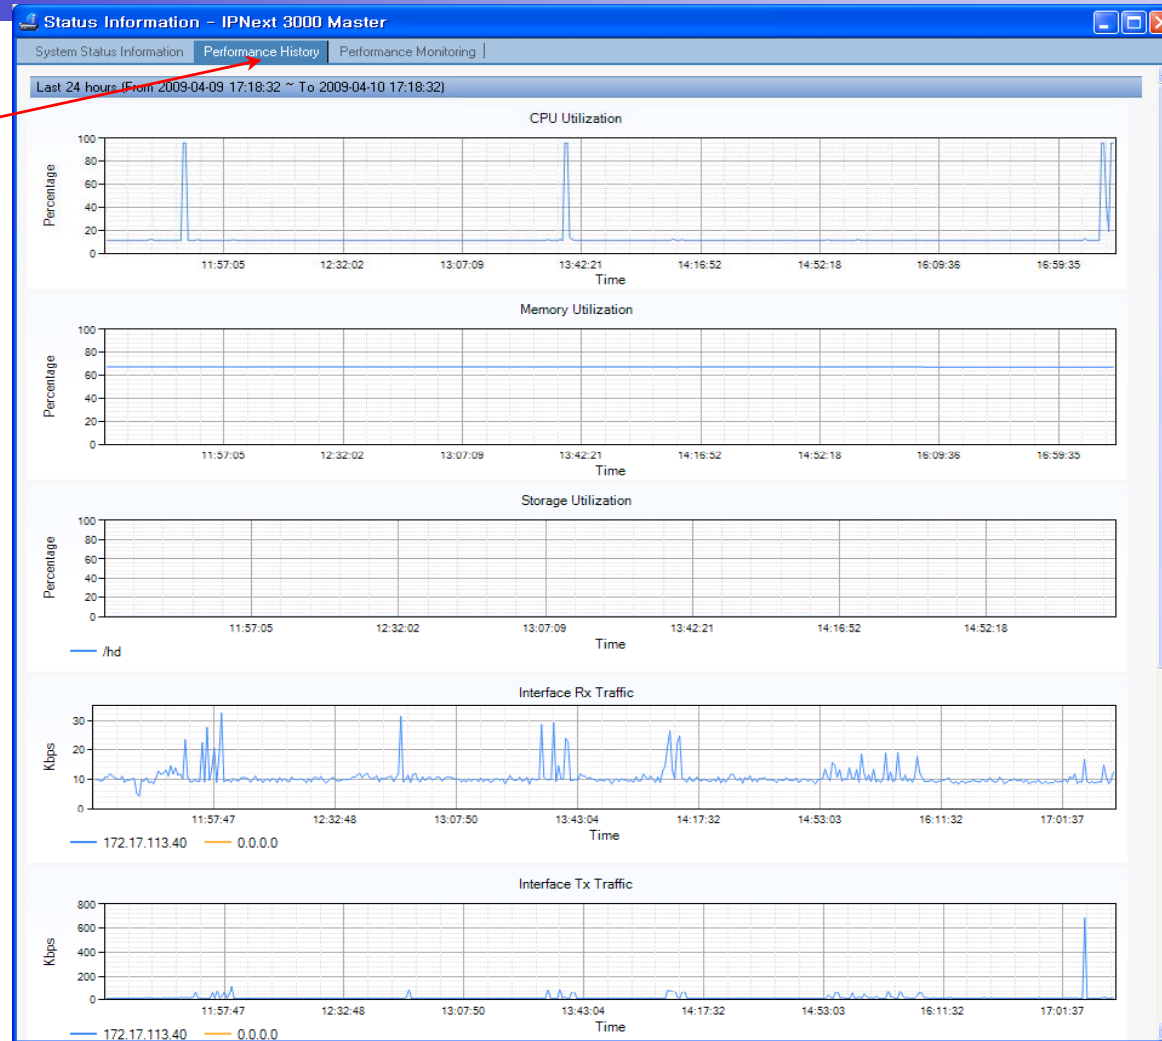 Status Information - IPNext 3000 Master
System Status Information Performance History Performance Monitoring
Last 24 hours (From 2009-04-09 17:18:32 ~ To 2009-04-10 17:18:32)
CPU Utilization
Percentage
100
80
60
40
20
0
11:57:05 12:32:02 13:07:09 13:42:21 14:16:52 14:52:18 16:09:36 16:59:35
Time
Memory Utilization
Percentage
100
80
60
40
20
0
11:57:05 12:32:02 13:07:09 13:42:21 14:16:52 14:52:18 16:09:36 16:59:35
Time
Storage Utilization
Percentage
100
80
60
40
20
0
11:57:05 12:32:02 13:07:09 13:42:21 14:16:52 14:52:18
Time
/hd
Interface Rx Traffic
Kbps
30
20
10
0
11:57:47 12:32:48 13:07:50 13:43:04 14:17:32 14:53:03 16:11:32 17:01:37
Time
172.17.113.40 0.0.0.0
Interface Tx Traffic
Kbps
800
600
400
200
0
11:57:47 12:32:48 13:07:50 13:43:04 14:17:32 14:53:03 16:11:32 17:01:37
Time
172.17.113.40 0.0.0.0